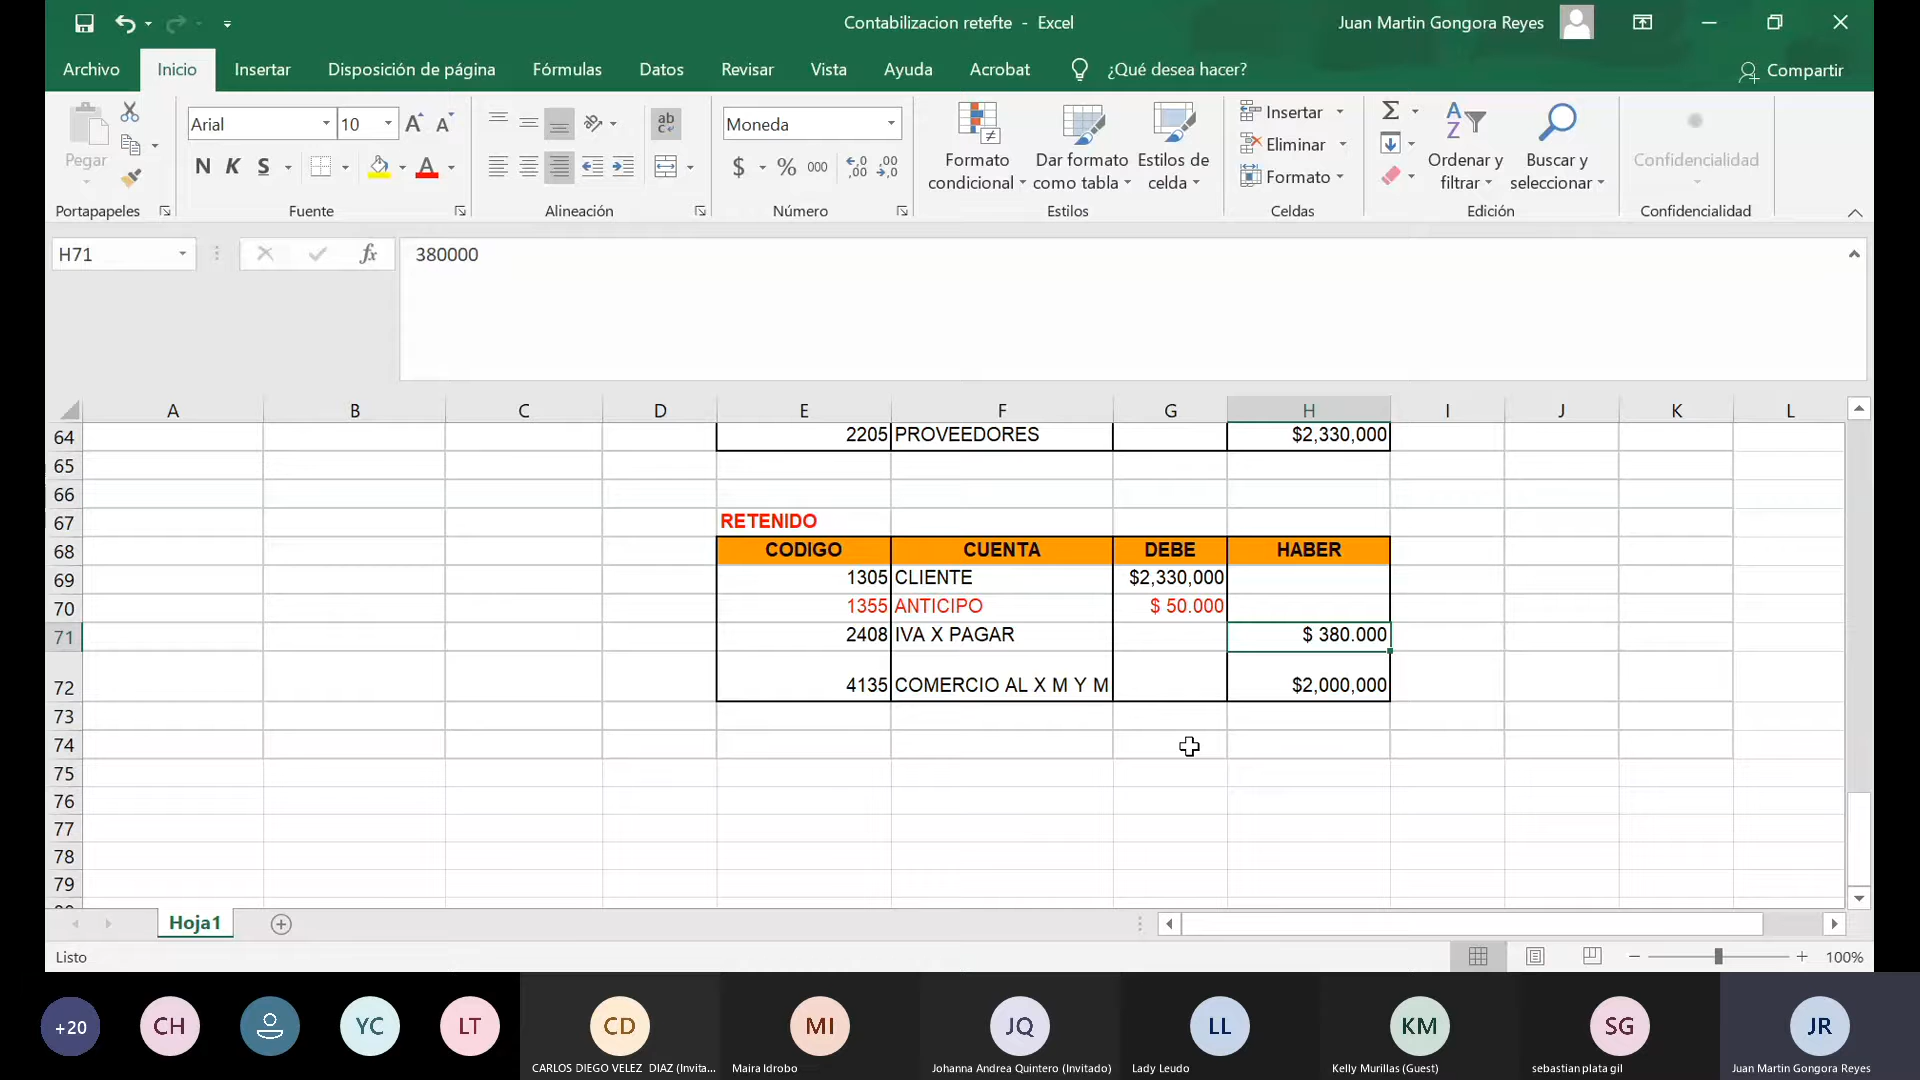 Contabilizacion retefte - Excel
Juan Martin Gongora Reyes
Archivo Inicio Insertar Disposición de página Fórmulas Datos Revisar Vista Ayuda Acrobat ¿Qué desea hacer? Compartir
Pegar
Portapapeles
Arial 10
N K S
A A
Fuente
ab c
Alineación
Moneda
$ % 000 ,00 ,0
Número
Formato condicional
Dar formato como tabla
Estilos de celda
Estilos
Insertar
Eliminar
Formato
Celdas
Ordenar y filtrar
Buscar y seleccionar
Edición
Confidencialidad
Confidencialidad
H71 fx 380000
A B C D E F G H I J K L
64 2205 PROVEEDORES $2,330,000
65
66
67 RETENIDO
68 CODIGO CUENTA DEBE HABER
69 1305 CLIENTE $2,330,000
70 1355 ANTICIPO $ 50.000
71 2408 IVA X PAGAR $ 380.000
72 4135 COMERCIO AL X M Y M $2,000,000
73
74
75
76
77
78
79
Hoja1
Listo 100%
+20 CH YC LT CD MI JQ LL KM SG JR
CARLOS DIEGO VELEZ DIAZ (Invita... Maira Idrobo Johanna Andrea Quintero (Invitado) Lady Leudo Kelly Murillas (Guest) sebastian plata gil Juan Martin Gongora Reyes